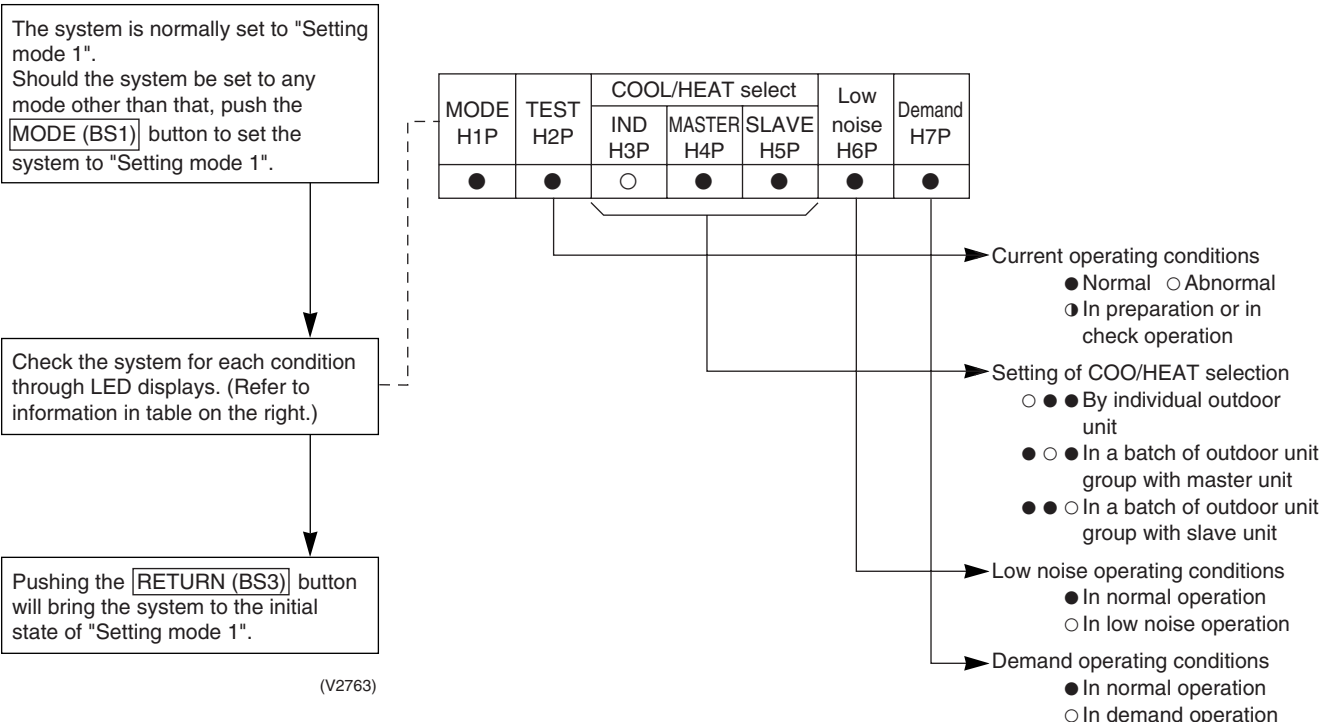 The system is normally set to "Setting
mode 1".
Should the system be set to any
mode other than that, push the
MODE (BS1) button to set the
system to "Setting mode 1".
Check the system for each condition
through LED displays. (Refer to
information in table on the right.)
Pushing the RETURN (BS3) button
will bring the system to the initial
state of "Setting mode 1".
(V2763)
MODE
H1P
TEST
H2P
COOL/HEAT select
IND
H3P
MASTER
H4P
SLAVE
H5P
Low
noise
H6P
Demand
H7P
● ● ○ ● ● ● ●
Current operating conditions
● Normal ○ Abnormal
◑ In preparation or in
check operation
Setting of COO/HEAT selection
○ ● ● By individual outdoor
unit
● ○ ● In a batch of outdoor unit
group with master unit
● ● ○ In a batch of outdoor unit
group with slave unit
Low noise operating conditions
● In normal operation
○ In low noise operation
Demand operating conditions
● In normal operation
○ In demand operation